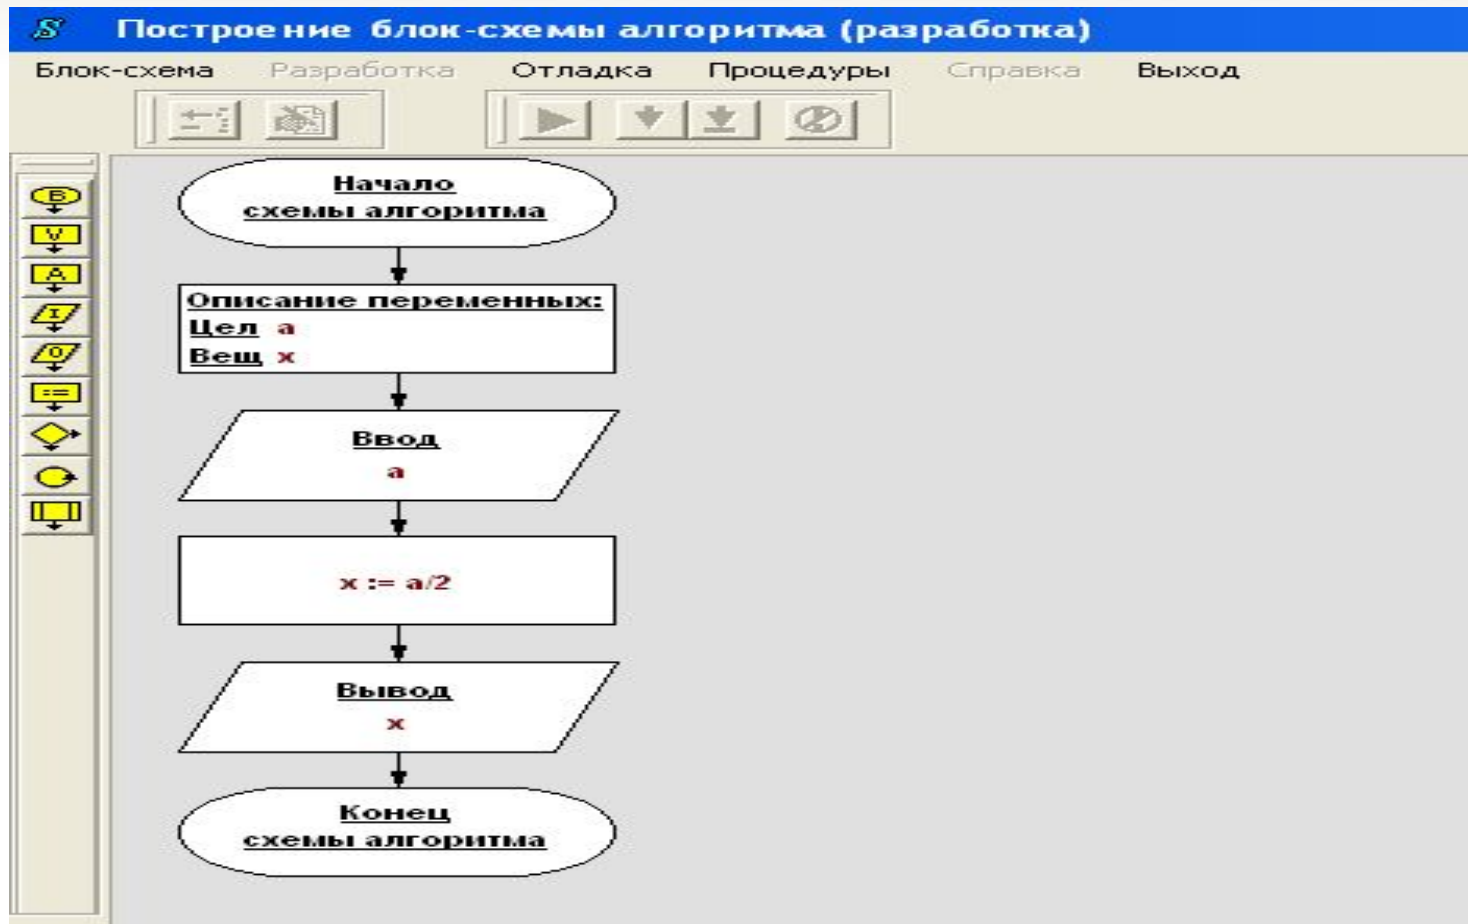 S Построение блок-схемы алгоритма (разработка)
Блок-схема Разработка Отладка Процедуры Справка Выход
B
V
A
I
O
:=
Начало
схемы алгоритма
Описание переменных:
Цел a
Вещ x
Ввод
a
x := a/2
Вывод
x
Конец
схемы алгоритма